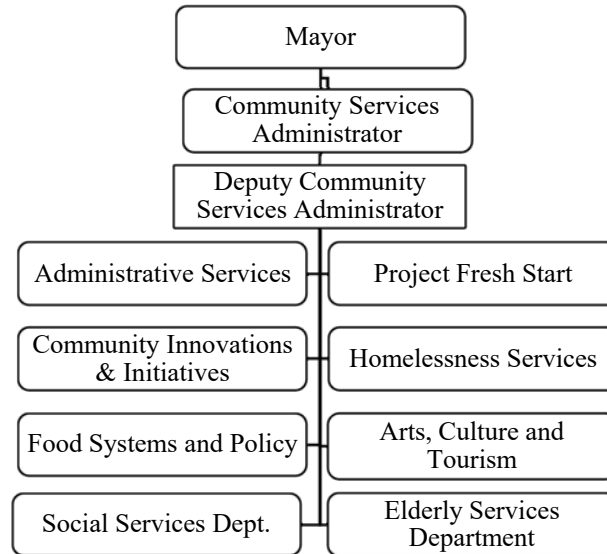 Mayor
Community Services
Administrator
Deputy Community
Services Administrator
Administrative Services
Project Fresh Start
Community Innovations
& Initiatives
Homelessness Services
Food Systems and Policy
Arts, Culture and
Tourism
Social Services Dept.
Elderly Services
Department